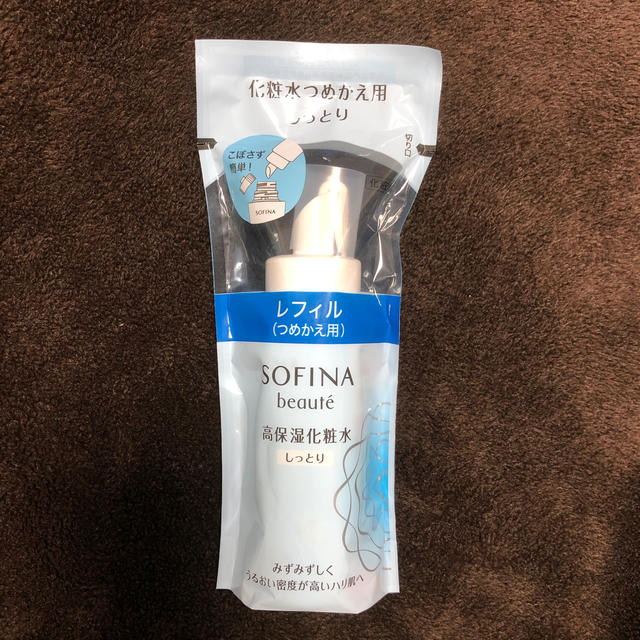 化粧水つめかえ用
しっとり
切り口
こぼさず
簡単!
SOFINA
レフィル
(つめかえ用)
SOFINA
beauté
高保湿化粧水
しっとり
みずみずしく
うるおい密度が高いハリ肌へ